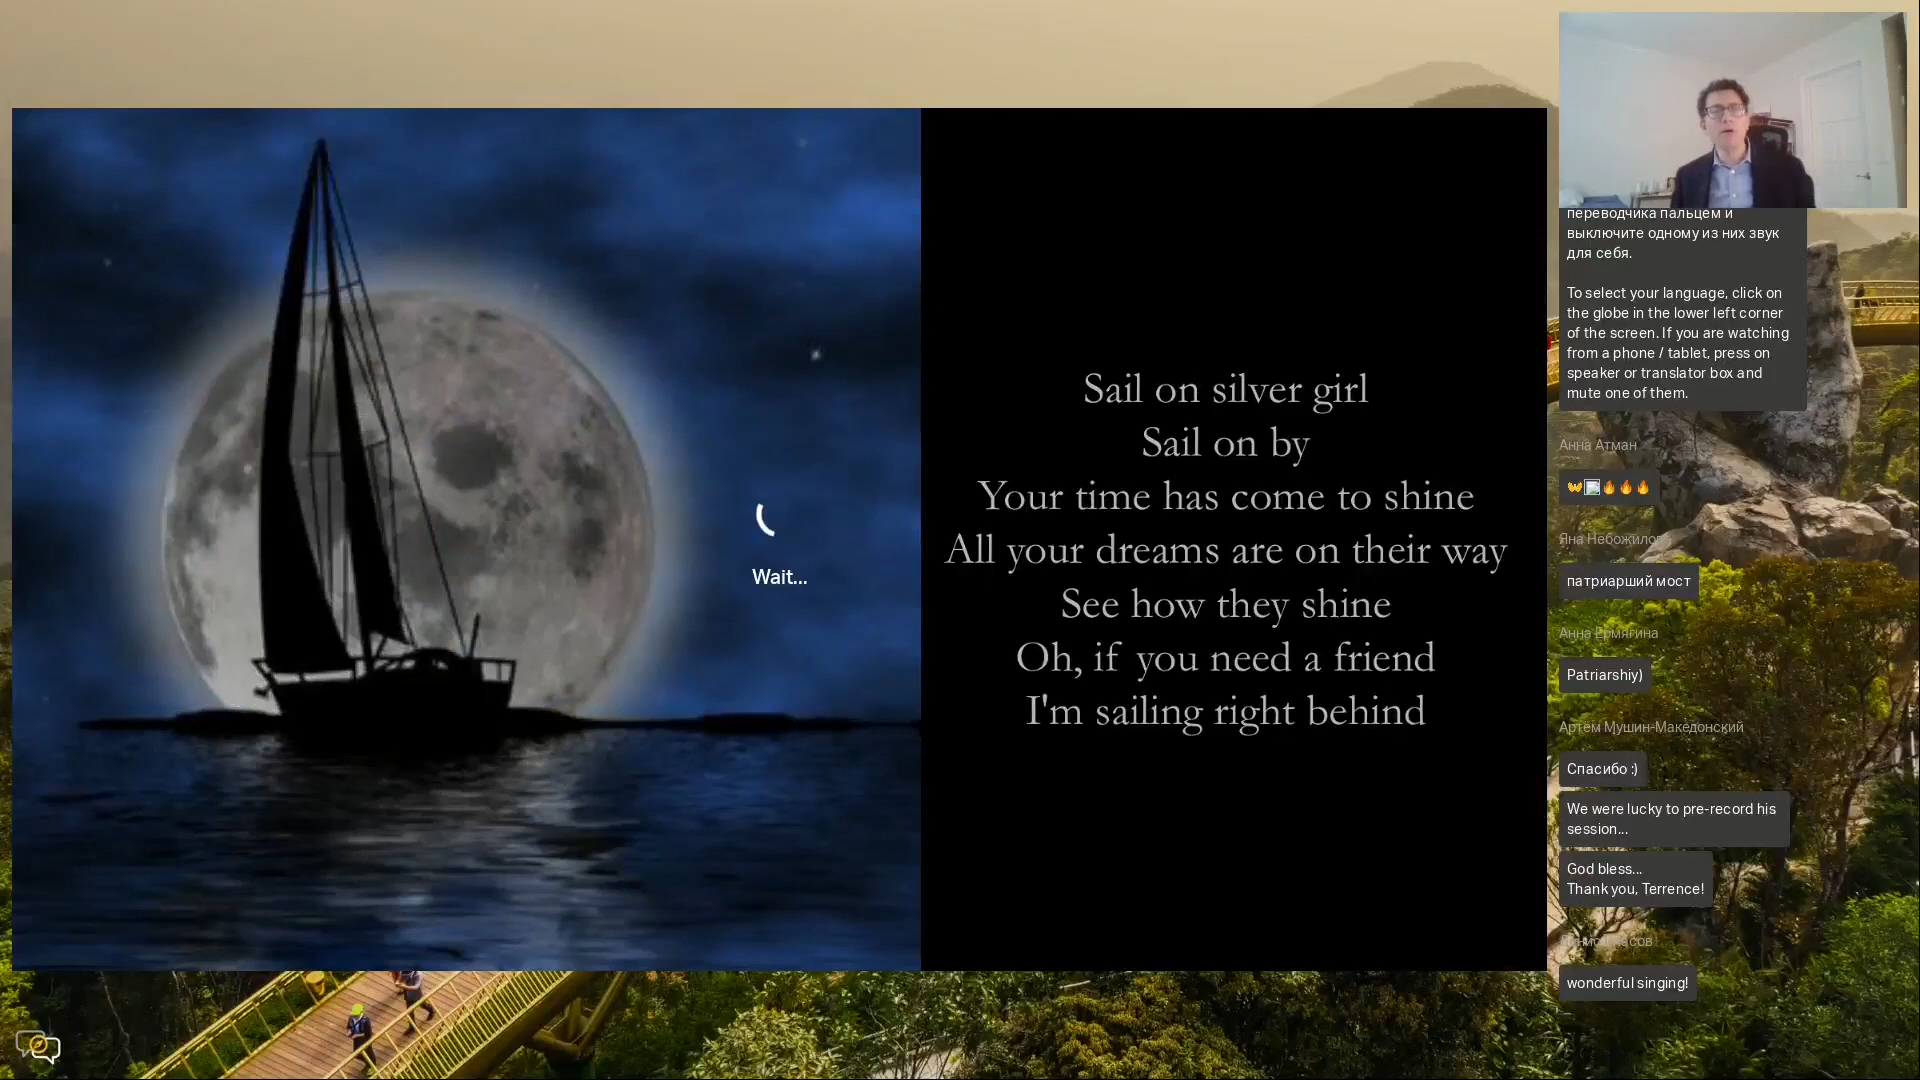 Sail on silver girl
Sail on by
Your time has come to shine
All your dreams are on their way
See how they shine
Oh, if you need a friend
I'm sailing right behind
Wait...
переводчика пальцем и
выключите одному из них звук
для себя.
To select your language, click on
the globe in the lower left corner
of the screen. If you are watching
from a phone / tablet, press on
speaker or translator box and
mute one of them.
Анна Атман
👐🔥🔥🔥
Яна Небожилова
патриарший мост
Анна Ермягина
Patriarshiy)
Артём Мушин-Македонский
Спасибо :)
We were lucky to pre-record his
session...
God bless...
Thank you, Terrence!
wonderful singing!